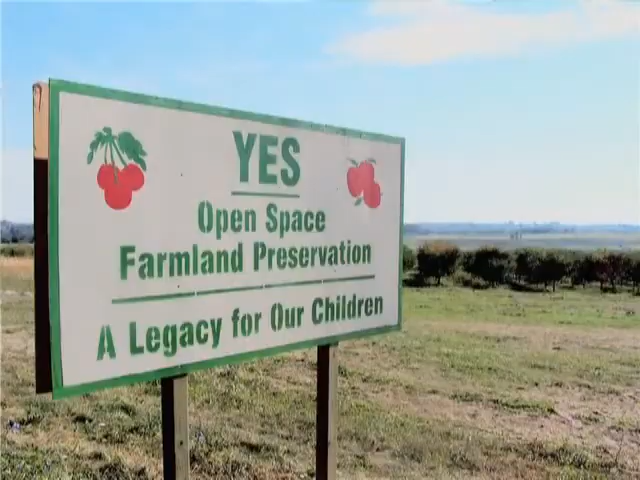 YES
Open Space
Farmland Preservation
A Legacy for Our Children